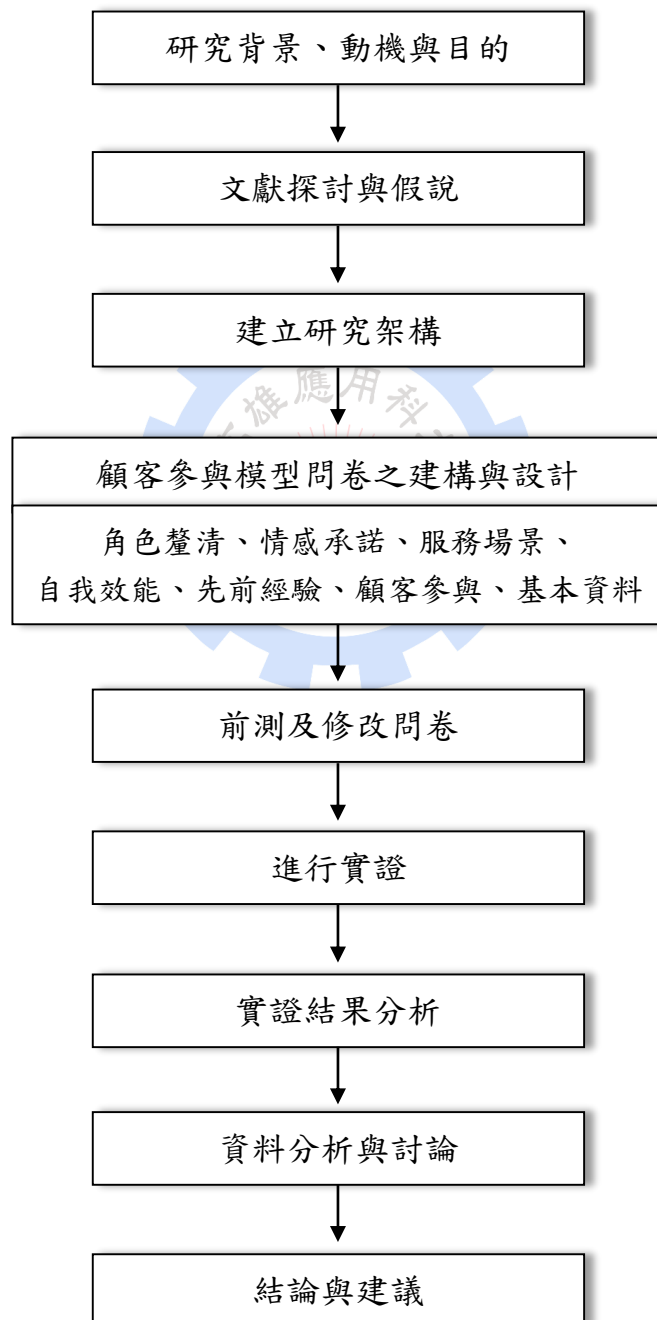 研究背景、動機與目的
文獻探討與假說
建立研究架構
雄應用科
顧客參與模型問卷之建構與設計
角色釐清、情感承諾、服務場景、
自我效能、先前經驗、顧客參與、基本資料
前測及修改問卷
進行實證
實證結果分析
資料分析與討論
結論與建議